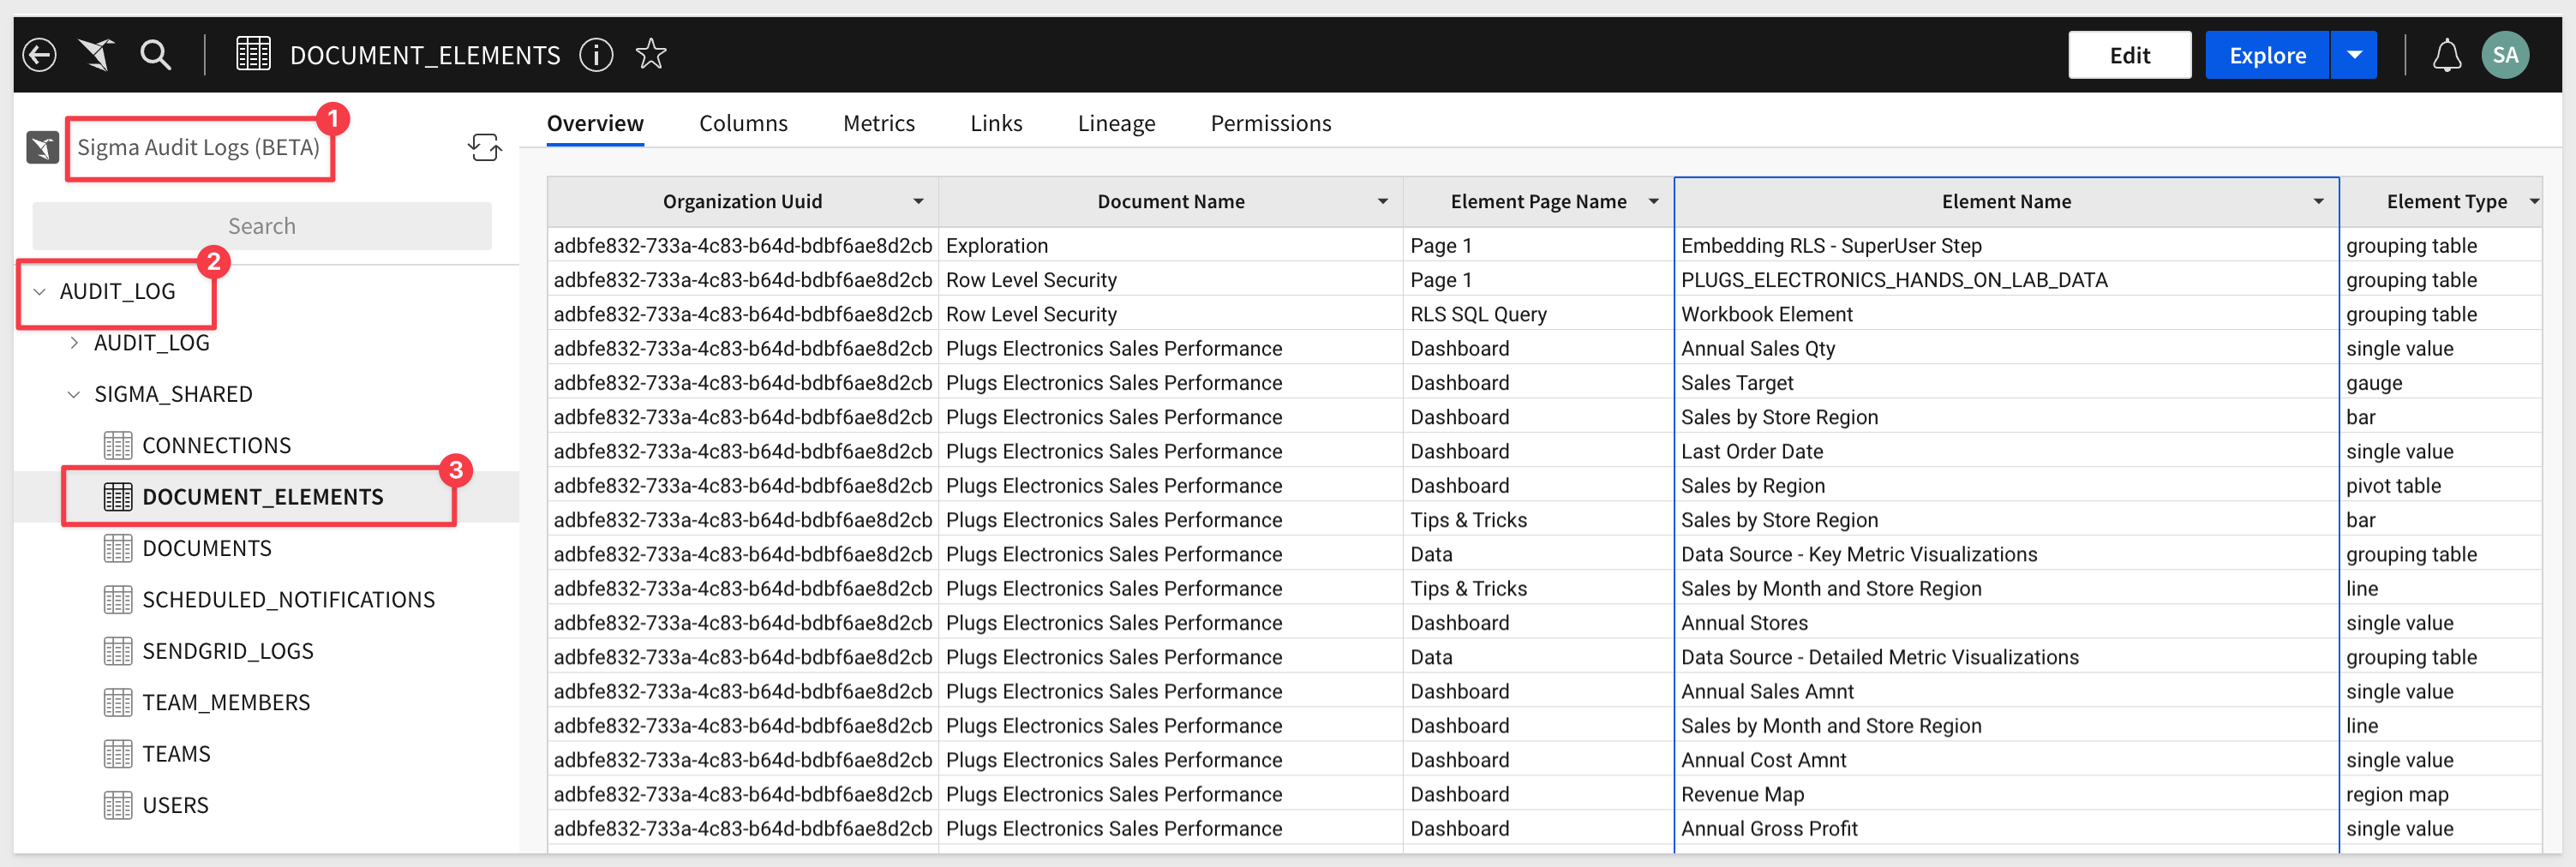 DOCUMENT_ELEMENTS
Edit
Explore
SA
1
Sigma Audit Logs (BETA)
Search
2
AUDIT_LOG
AUDIT_LOG
SIGMA_SHARED
CONNECTIONS
3
DOCUMENT_ELEMENTS
DOCUMENTS
SCHEDULED_NOTIFICATIONS
SENDGRID_LOGS
TEAM_MEMBERS
TEAMS
USERS
Overview Columns Metrics Links Lineage Permissions
Organization Uuid Document Name Element Page Name Element Name Element Type
adbfe832-733a-4c83-b64d-bdbf6ae8d2cb Exploration Page 1 Embedding RLS - SuperUser Step grouping table
adbfe832-733a-4c83-b64d-bdbf6ae8d2cb Row Level Security Page 1 PLUGS_ELECTRONICS_HANDS_ON_LAB_DATA grouping table
adbfe832-733a-4c83-b64d-bdbf6ae8d2cb Row Level Security RLS SQL Query Workbook Element grouping table
adbfe832-733a-4c83-b64d-bdbf6ae8d2cb Plugs Electronics Sales Performance Dashboard Annual Sales Qty single value
adbfe832-733a-4c83-b64d-bdbf6ae8d2cb Plugs Electronics Sales Performance Dashboard Sales Target gauge
adbfe832-733a-4c83-b64d-bdbf6ae8d2cb Plugs Electronics Sales Performance Dashboard Sales by Store Region bar
adbfe832-733a-4c83-b64d-bdbf6ae8d2cb Plugs Electronics Sales Performance Dashboard Last Order Date single value
adbfe832-733a-4c83-b64d-bdbf6ae8d2cb Plugs Electronics Sales Performance Dashboard Sales by Region pivot table
adbfe832-733a-4c83-b64d-bdbf6ae8d2cb Plugs Electronics Sales Performance Tips & Tricks Sales by Store Region bar
adbfe832-733a-4c83-b64d-bdbf6ae8d2cb Plugs Electronics Sales Performance Data Data Source - Key Metric Visualizations grouping table
adbfe832-733a-4c83-b64d-bdbf6ae8d2cb Plugs Electronics Sales Performance Tips & Tricks Sales by Month and Store Region line
adbfe832-733a-4c83-b64d-bdbf6ae8d2cb Plugs Electronics Sales Performance Dashboard Annual Stores single value
adbfe832-733a-4c83-b64d-bdbf6ae8d2cb Plugs Electronics Sales Performance Data Data Source - Detailed Metric Visualizations grouping table
adbfe832-733a-4c83-b64d-bdbf6ae8d2cb Plugs Electronics Sales Performance Dashboard Annual Sales Amnt single value
adbfe832-733a-4c83-b64d-bdbf6ae8d2cb Plugs Electronics Sales Performance Dashboard Sales by Month and Store Region line
adbfe832-733a-4c83-b64d-bdbf6ae8d2cb Plugs Electronics Sales Performance Dashboard Annual Cost Amnt single value
adbfe832-733a-4c83-b64d-bdbf6ae8d2cb Plugs Electronics Sales Performance Dashboard Revenue Map region map
adbfe832-733a-4c83-b64d-bdbf6ae8d2cb Plugs Electronics Sales Performance Dashboard Annual Gross Profit single value